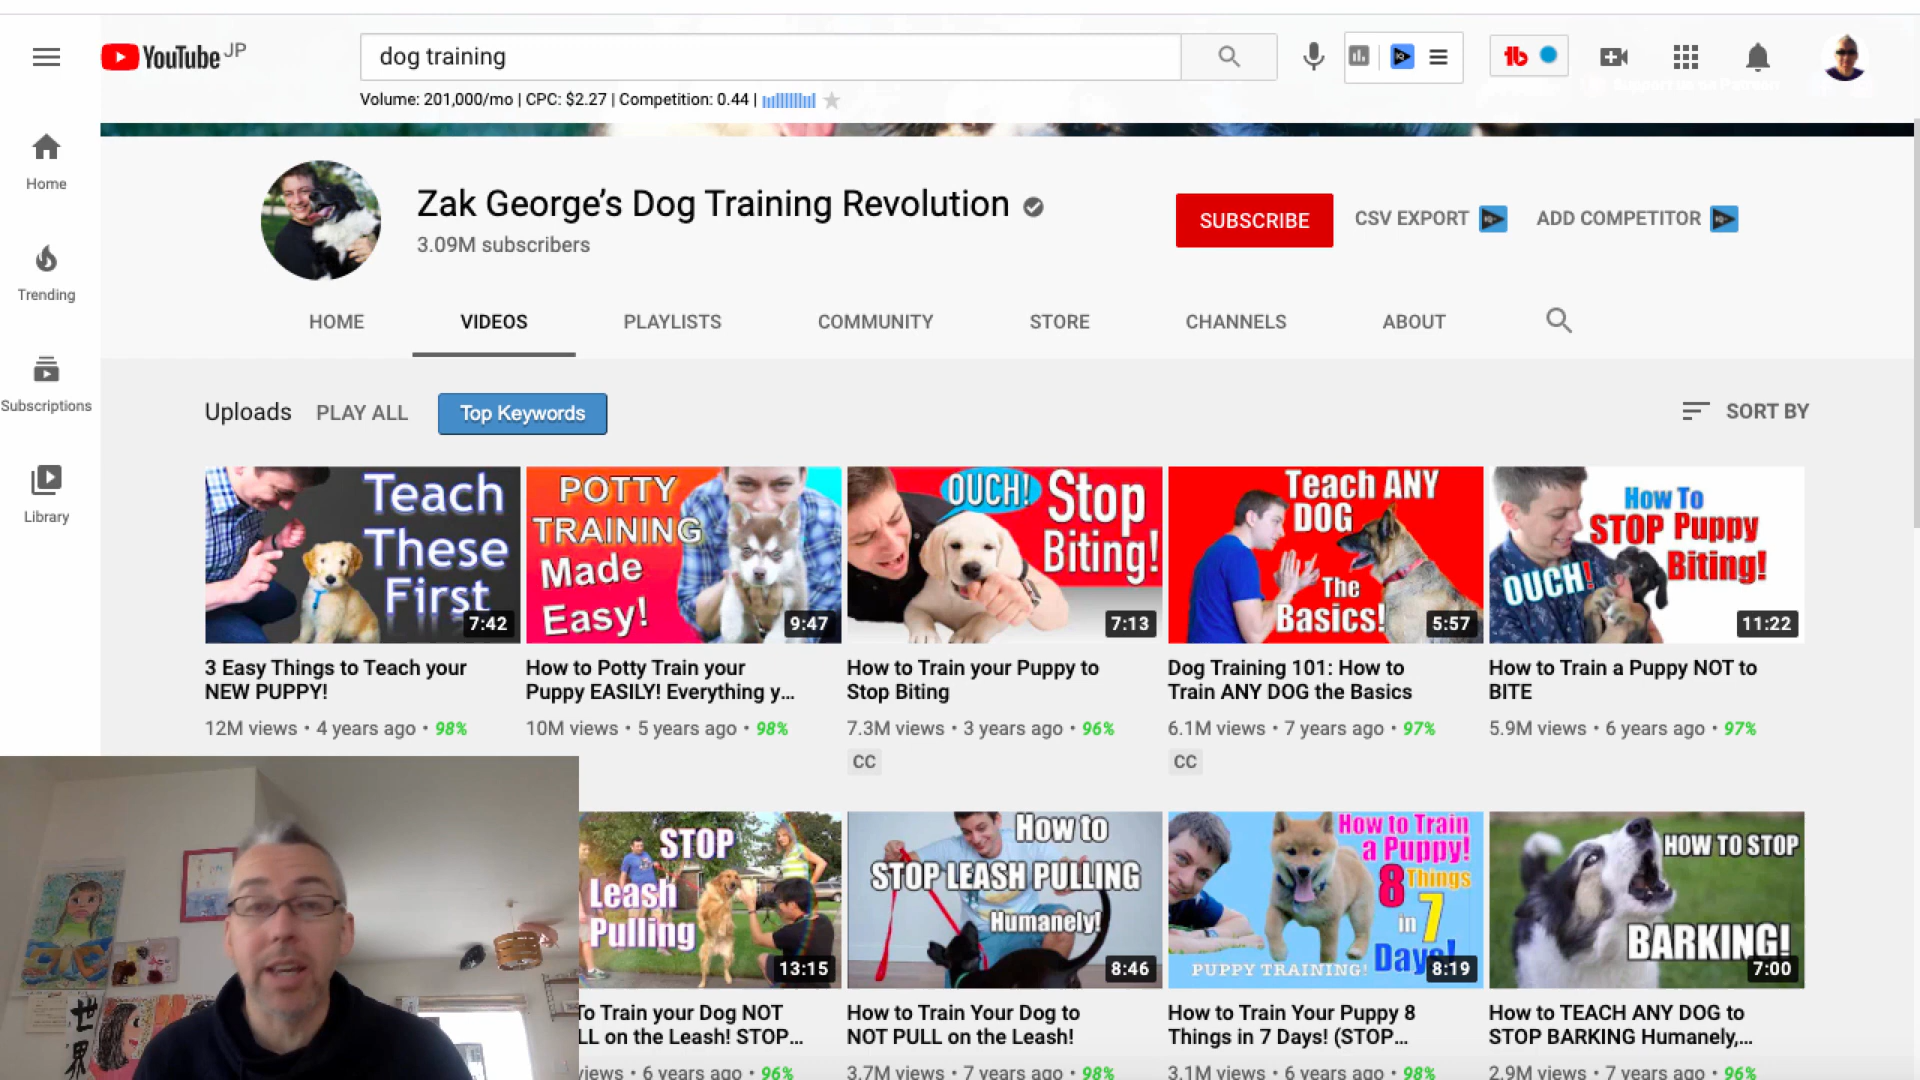 YouTube JP
dog training
Volume: 201,000/mo | CPC: $2.27 | Competition: 0.44 |
Home
Trending
Subscriptions
Library
Zak George’s Dog Training Revolution
3.09M subscribers
SUBSCRIBE
CSV EXPORT
ADD COMPETITOR
HOME
VIDEOS
PLAYLISTS
COMMUNITY
STORE
CHANNELS
ABOUT
Uploads
PLAY ALL
Top Keywords
SORT BY
Teach
These
First
7:42
3 Easy Things to Teach your
NEW PUPPY!
12M views • 4 years ago • 98%
POTTY
TRAINING
Made
Easy!
9:47
How to Potty Train your
Puppy EASILY! Everything y...
10M views • 5 years ago • 98%
OUCH!
Stop
Biting!
7:13
How to Train your Puppy to
Stop Biting
7.3M views • 3 years ago • 96%
CC
Teach ANY
DOG
The
Basics!
5:57
Dog Training 101: How to
Train ANY DOG the Basics
6.1M views • 7 years ago • 97%
CC
How To
STOP Puppy
Biting!
OUCH!
11:22
How to Train a Puppy NOT to
BITE
5.9M views • 6 years ago • 97%
世
界
STOP
Leash
Pulling
13:15
To Train your Dog NOT
LL on the Leash! STOP...
views • 6 years ago • 96%
How to
STOP LEASH PULLING
Humanely!
8:46
How to Train Your Dog to
NOT PULL on the Leash!
3.7M views • 7 years ago • 98%
How to Train
a Puppy!
8 Things
in 7
Days!
PUPPY TRAINING!
8:19
How to Train Your Puppy 8
Things in 7 Days! (STOP...
3.1M views • 6 years ago • 98%
HOW TO STOP
BARKING!
7:00
How to TEACH ANY DOG to
STOP BARKING Humanely,...
2.9M views • 7 years ago • 96%